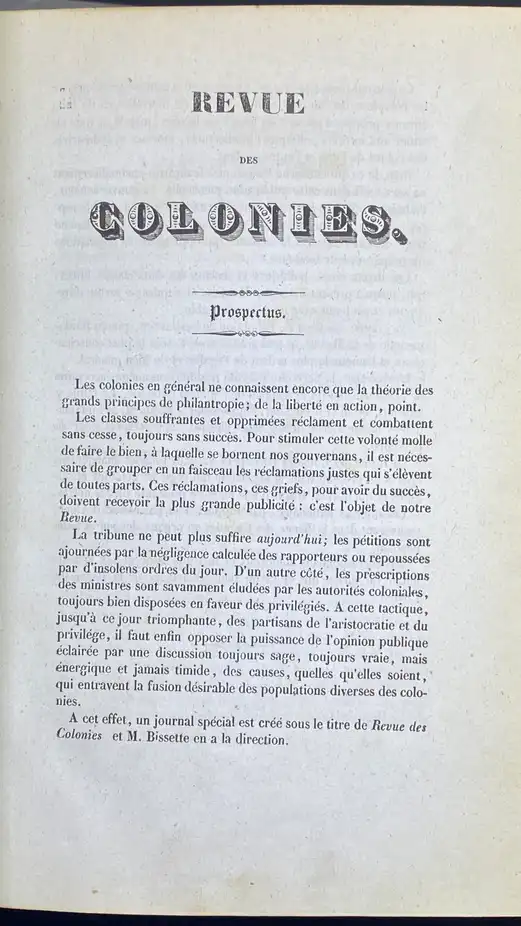 REVUE
DES
COLONIES.
Prospectus.
Les colonies en général ne connaissent encore que la théorie des
grands principes de philantropie; de la liberté en action, point.
Les classes souffrantes et opprimées réclament et combattent
sans cesse, toujours sans succès. Pour stimuler cette volonté molle
de faire le bien, à laquelle se bornent nos gouvernans, il est néces-
saire de grouper en un faisceau les réclamations justes qui s'élèvent
de toutes parts. Ces réclamations, ces griefs, pour avoir du succès,
doivent recevoir la plus grande publicité : c'est l'objet de notre
Revue.
La tribune ne peut plus suffire aujourd'hui; les pétitions sont
ajournées par la négligence calculée des rapporteurs ou repoussées
par d'insolens ordres du jour. D'un autre côté, les prescriptions
des ministres sont savamment éludées par les autorités coloniales,
toujours bien disposées en faveur des privilégiés. A cette tactique,
jusqu'à ce jour triomphante, des partisans de l'aristocratie et du
privilége, il faut enfin opposer la puissance de l'opinion publique
éclairée par une discussion toujours sage, toujours vraie, mais
énergique et jamais timide, des causes, quelles qu'elles soient,
qui entravent la fusion désirable des populations diverses des colo-
nies.
A cet effet, un journal spécial est créé sous le titre de Revue des
Colonies et M. Bissette en a la direction.